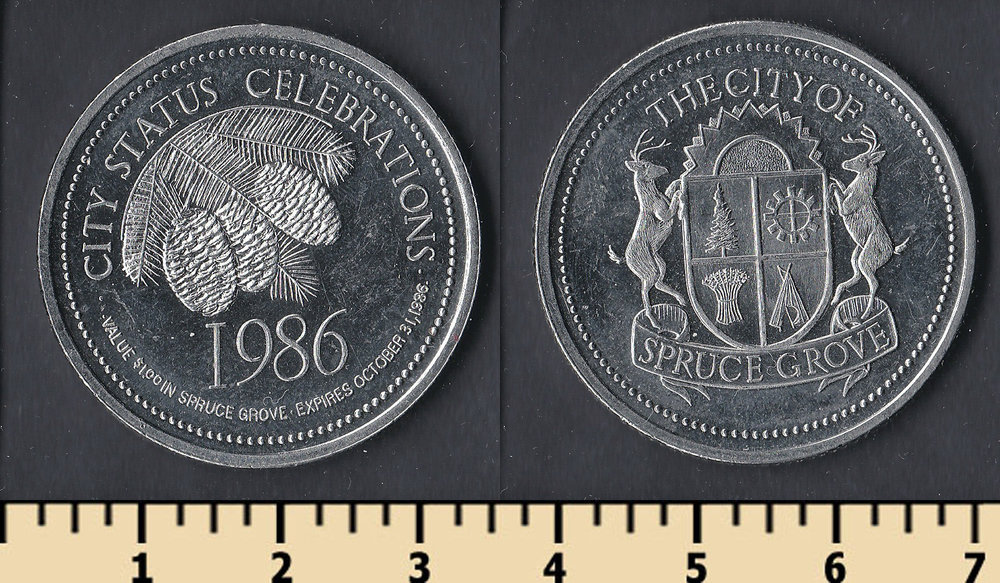 CITY STATUS CELEBRATIONS
1986
· VALUE $1.00 IN SPRUCE GROVE · EXPIRES OCTOBER 31, 1986 ·
THE CITY OF
SPRUCE GROVE
1 2 3 4 5 6 7